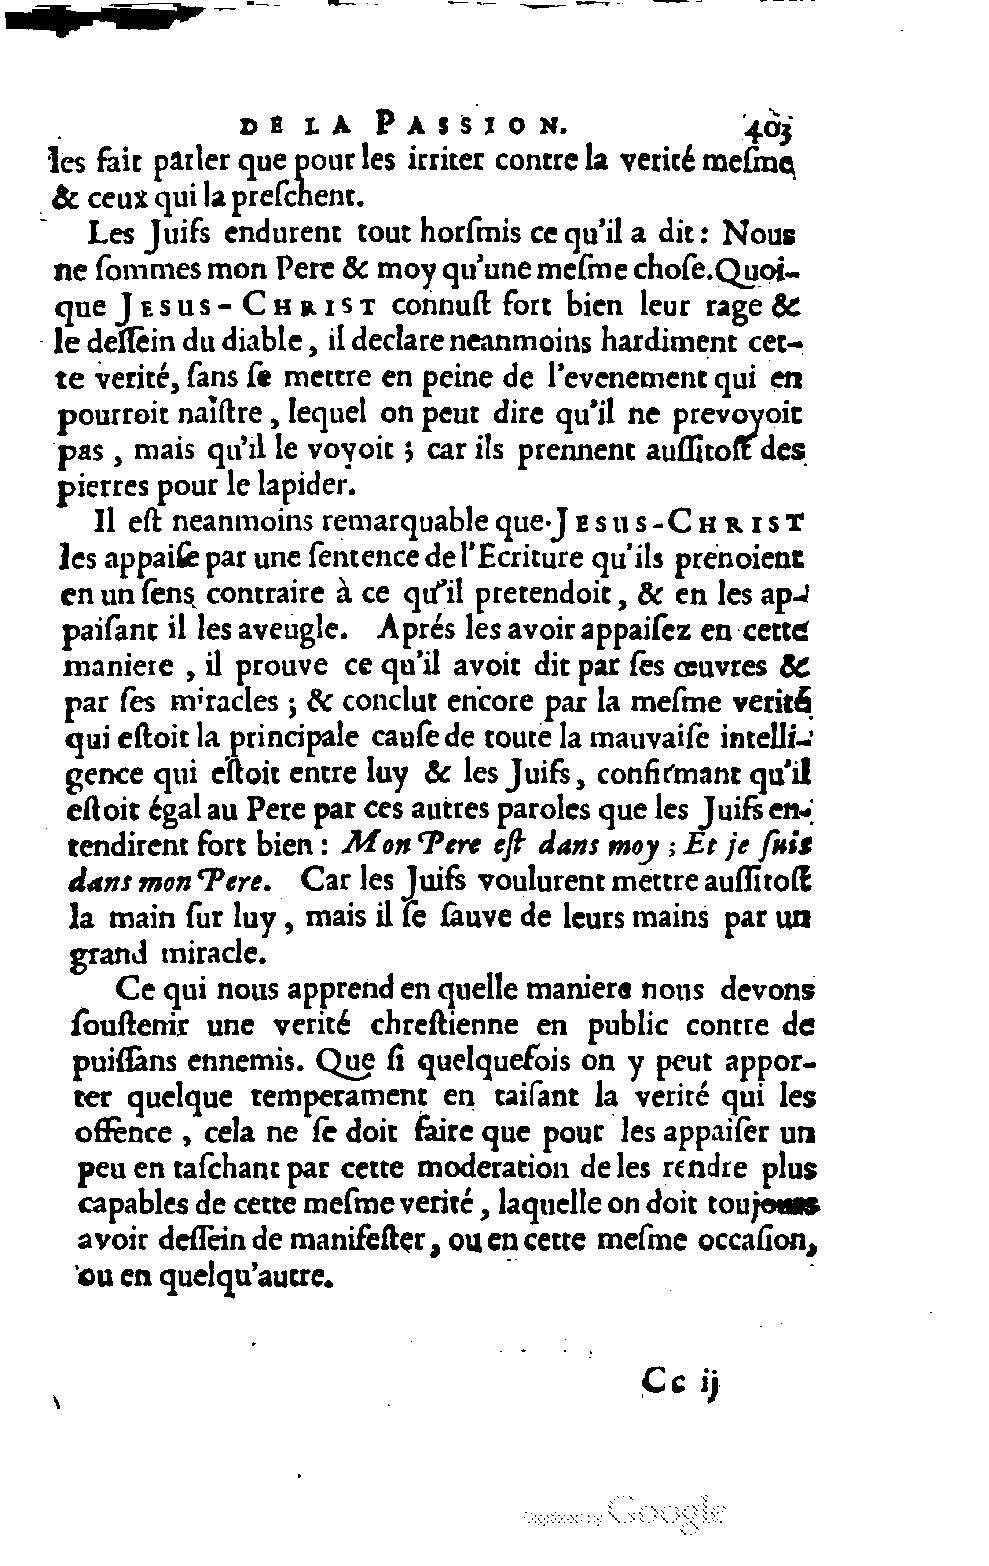 DE LA PASSION. 403
les fait parler que pour les irriter contre la verité meſme
& ceux qui la preſchent.
Les Juifs endurent tout horſmis ce qu'il a dit : Nous
ne ſommes mon Pere & moy qu'une meſme choſe. Quoi-
que JESUS-CHRIST connuſt fort bien leur rage &
le deſſein du diable, il declare neanmoins hardiment cet-
te verité, ſans ſe mettre en peine de l'evenement qui en
pourroit naiſtre, lequel on peut dire qu'il ne prevoyoit
pas, mais qu'il le voyoit ; car ils prennent auſſitoſt des
pierres pour le lapider.
Il eſt neanmoins remarquable que JESUS-CHRIST
les appaiſe par une ſentence de l'Ecriture qu'ils prenoient
en un ſens contraire à ce qu'il pretendoit, & en les ap-
paiſant il les aveugle. Aprés les avoir appaiſez en cette
maniere, il prouve ce qu'il avoit dit par ſes œuvres &
par ſes miracles ; & conclut encore par la meſme verité
qui eſtoit la principale cauſe de toute la mauvaiſe intelli-
gence qui eſtoit entre luy & les Juifs, confirmant qu'il
eſtoit égal au Pere par ces autres paroles que les Juifs en-
tendirent fort bien : Mon Pere eſt dans moy ; Et je ſuis
dans mon Pere. Car les Juifs voulurent mettre auſſitoſt
la main ſur luy, mais il ſe ſauve de leurs mains par un
grand miracle.
Ce qui nous apprend en quelle maniere nous devons
ſouſtenir une verité chreſtienne en public contre de
puiſſans ennemis. Que ſi quelquefois on y peut appor-
ter quelque temperament en taiſant la verité qui les
offence, cela ne ſe doit faire que pour les appaiſer un
peu en taſchant par cette moderation de les rendre plus
capables de cette meſme verité, laquelle on doit toujours
avoir deſſein de manifeſter, ou en cette meſme occaſion,
ou en quelqu'autre.
Cc ij
Digitized by Google